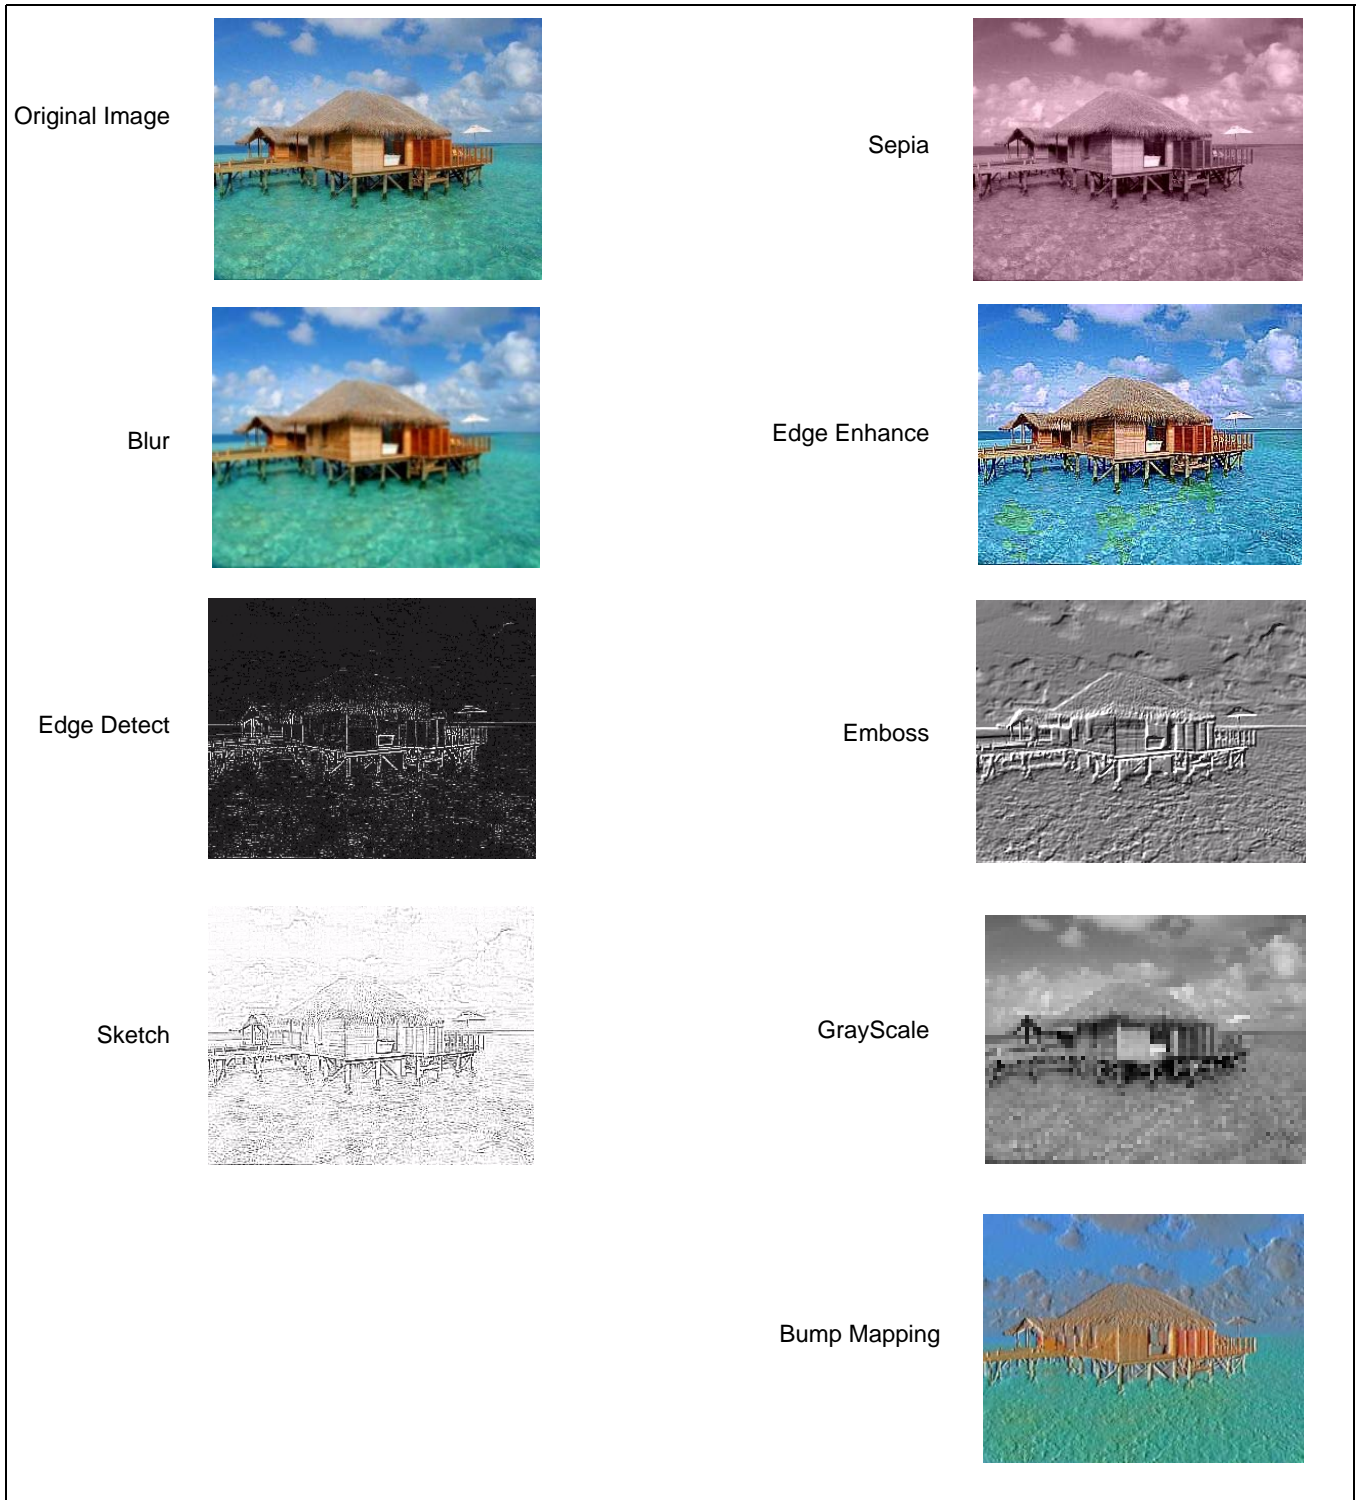 Original Image
Sepia
Blur
Edge Enhance
Edge Detect
Emboss
Sketch
GrayScale
Bump Mapping